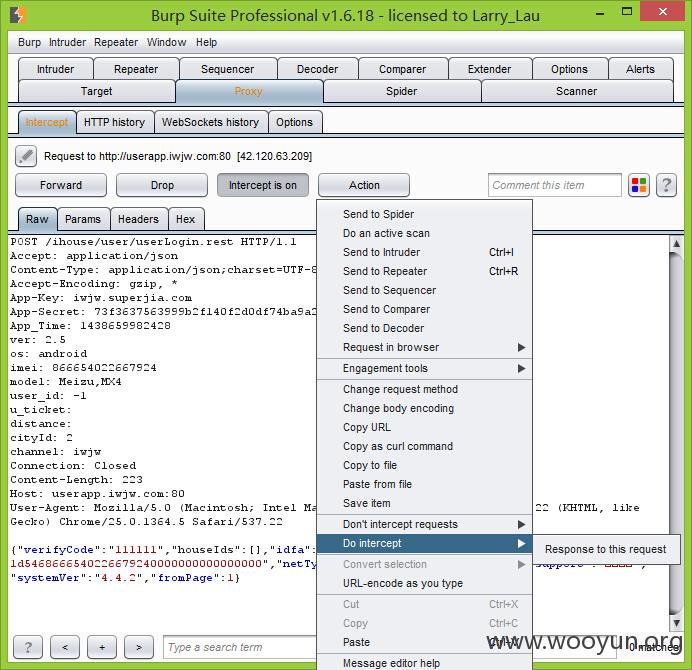 Burp Suite Professional v1.6.18 - licensed to Larry_Lau
Burp Intruder Repeater Window Help
Intruder Repeater Sequencer Decoder Comparer Extender Options Alerts
Target Proxy Spider Scanner
Intercept HTTP history WebSockets history Options
Request to http://userapp.iwjw.com:80 [42.120.63.209]
Forward Drop Intercept is on Action Comment this item ?
Raw Params Headers Hex
POST /ihouse/user/userLogin.rest HTTP/1.1
Accept: application/json
Content-Type: application/json;charset=UTF-8
Accept-Encoding: gzip, *
App-Key: iwjw.superjia.com
App-Secret: 73f3637563999b2f140f2d0df74ba9a2
App_Time: 1438659982428
ver: 2.5
os: android
imei: 866654022667924
model: Meizu,MX4
user_id: -1
u_ticket:
distance:
cityId: 2
channel: iwjw
Connection: Closed
Content-Length: 223
Host: userapp.iwjw.com:80
User-Agent: Mozilla/5.0 (Macintosh; Intel Ma 22 (KHTML, like
Gecko) Chrome/25.0.1364.5 Safari/537.22
{"verifyCode":"111111","houseIds":[],"idfa":
1d54686665402266792400000000000000000","netTy
"systemVer":"4.4.2","fromPage":1}
Send to Spider
Do an active scan
Send to Intruder Ctrl+I
Send to Repeater Ctrl+R
Send to Sequencer
Send to Comparer
Send to Decoder
Request in browser
Engagement tools
Change request method
Change body encoding
Copy URL
Copy as curl command
Copy to file
Paste from file
Save item
Don't intercept requests
Do intercept Response to this request
Convert selection
URL-encode as you type
Cut Ctrl+X
Copy Ctrl+C
Paste Ctrl+V
Message editor help
? < + > Type a search term 0 matches
www.wooyun.org